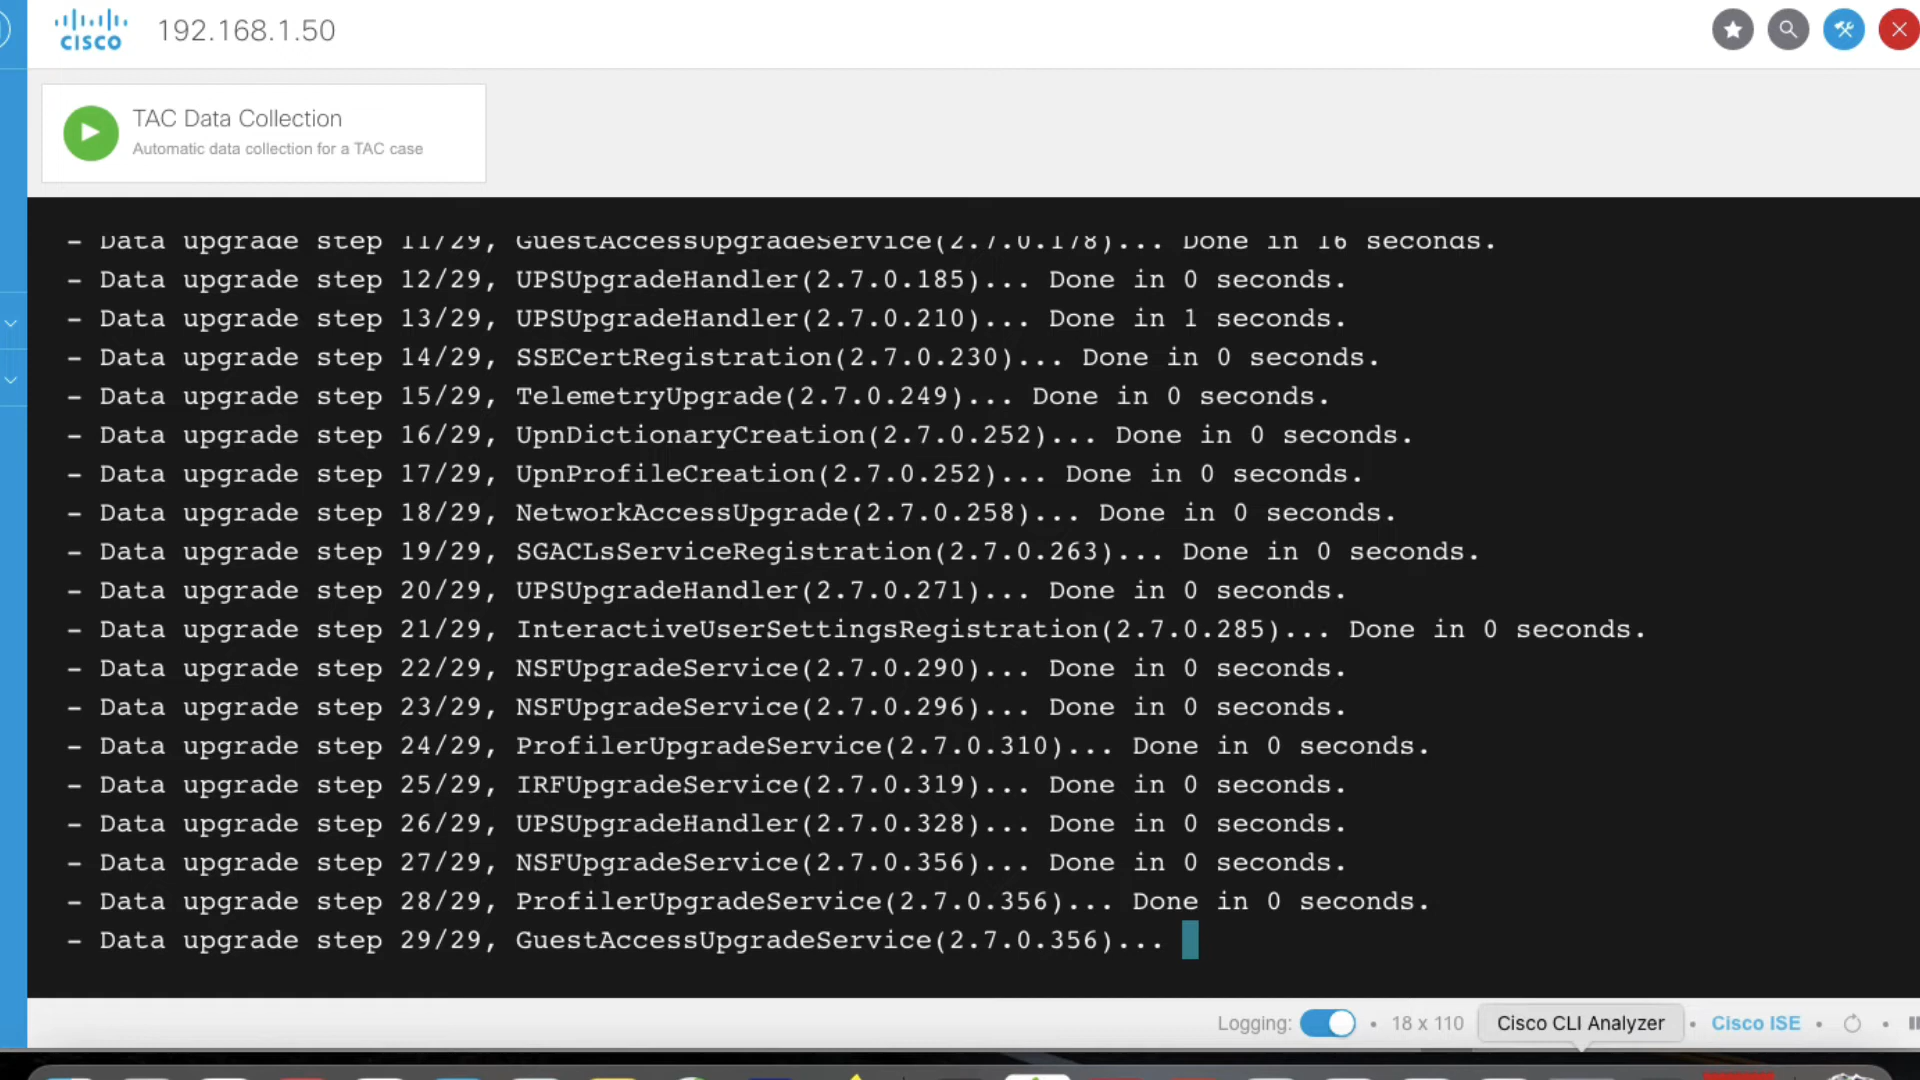 cisco
192.168.1.50
TAC Data Collection
Automatic data collection for a TAC case
- Data upgrade step 11/29, GuestAccessUpgradeService(2.7.0.178)... Done in 16 seconds.
- Data upgrade step 12/29, UPSUpgradeHandler(2.7.0.185)... Done in 0 seconds.
- Data upgrade step 13/29, UPSUpgradeHandler(2.7.0.210)... Done in 1 seconds.
- Data upgrade step 14/29, SSECertRegistration(2.7.0.230)... Done in 0 seconds.
- Data upgrade step 15/29, TelemetryUpgrade(2.7.0.249)... Done in 0 seconds.
- Data upgrade step 16/29, UpnDictionaryCreation(2.7.0.252)... Done in 0 seconds.
- Data upgrade step 17/29, UpnProfileCreation(2.7.0.252)... Done in 0 seconds.
- Data upgrade step 18/29, NetworkAccessUpgrade(2.7.0.258)... Done in 0 seconds.
- Data upgrade step 19/29, SGACLsServiceRegistration(2.7.0.263)... Done in 0 seconds.
- Data upgrade step 20/29, UPSUpgradeHandler(2.7.0.271)... Done in 0 seconds.
- Data upgrade step 21/29, InteractiveUserSettingsRegistration(2.7.0.285)... Done in 0 seconds.
- Data upgrade step 22/29, NSFUpgradeService(2.7.0.290)... Done in 0 seconds.
- Data upgrade step 23/29, NSFUpgradeService(2.7.0.296)... Done in 0 seconds.
- Data upgrade step 24/29, ProfilerUpgradeService(2.7.0.310)... Done in 0 seconds.
- Data upgrade step 25/29, IRFUpgradeService(2.7.0.319)... Done in 0 seconds.
- Data upgrade step 26/29, UPSUpgradeHandler(2.7.0.328)... Done in 0 seconds.
- Data upgrade step 27/29, NSFUpgradeService(2.7.0.356)... Done in 0 seconds.
- Data upgrade step 28/29, ProfilerUpgradeService(2.7.0.356)... Done in 0 seconds.
- Data upgrade step 29/29, GuestAccessUpgradeService(2.7.0.356)...
Logging: • 18 x 110 Cisco CLI Analyzer • Cisco ISE • •